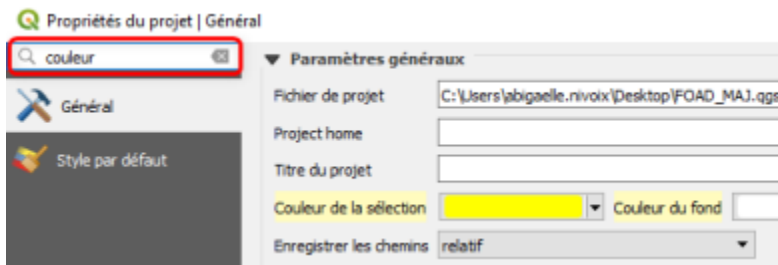 Propriétés du projet | Général
couleur
Général
Style par défaut
Paramètres généraux
Fichier de projet C:\Users\abigaelle.nivoix\Desktop\FOAD_MAJ.qgs
Project home
Titre du projet
Couleur de la sélection Couleur du fond
Enregistrer les chemins relatif